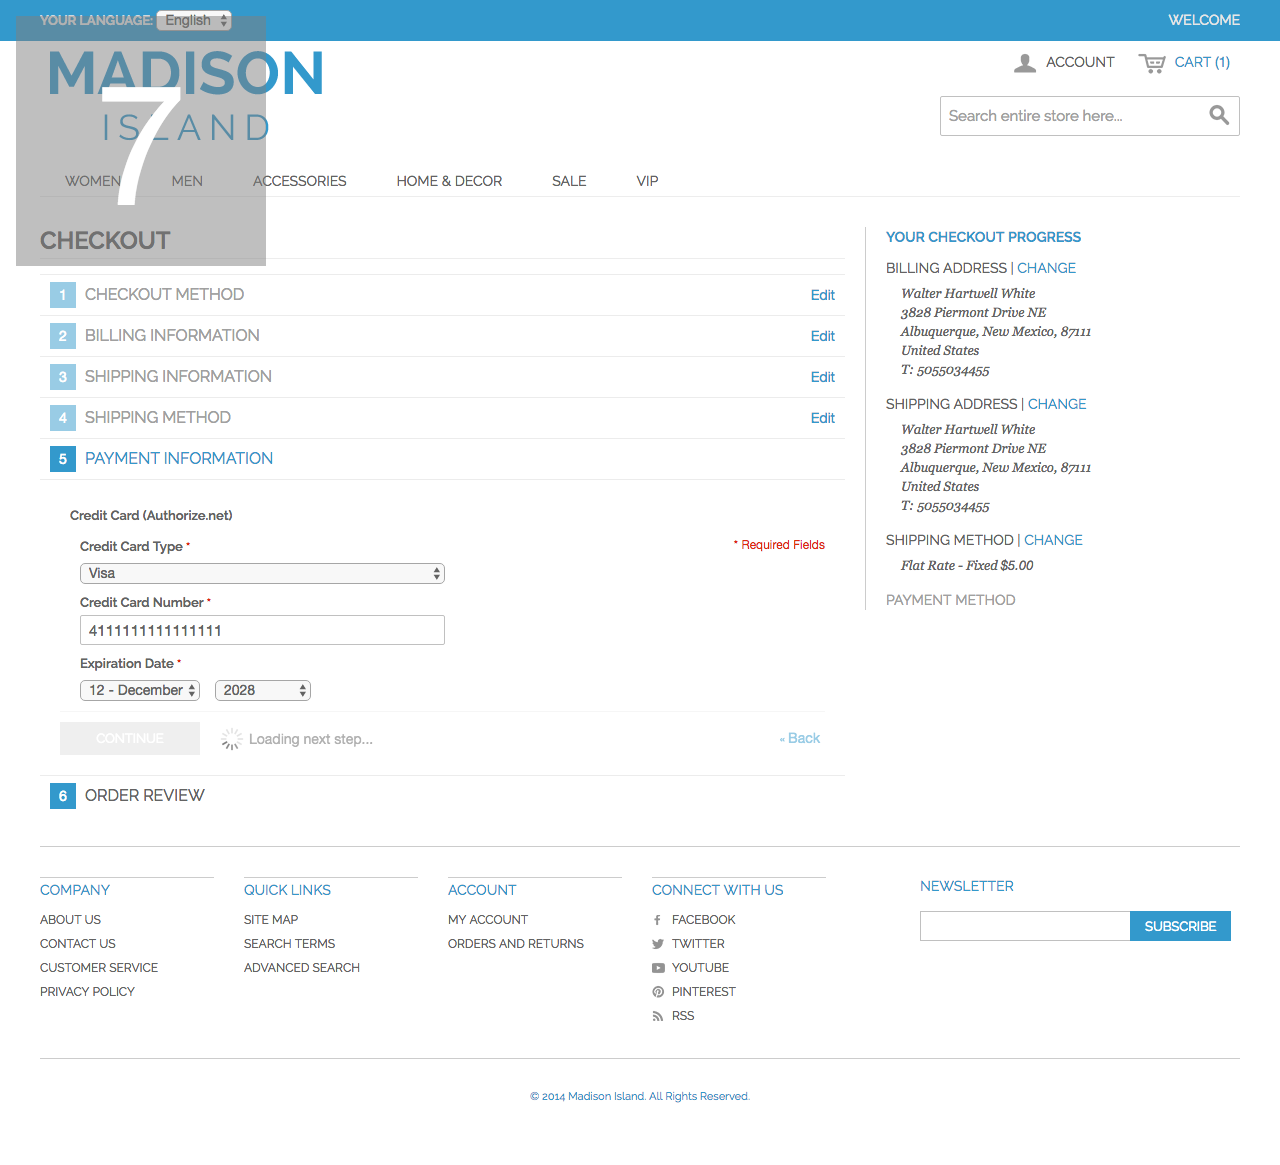 YOUR LANGUAGE: English
WELCOME
MADISON
ISLAND
7
ACCOUNT
CART (1)
Search entire store here...
WOMEN
MEN
ACCESSORIES
HOME & DECOR
SALE
VIP
CHECKOUT
1 CHECKOUT METHOD Edit
2 BILLING INFORMATION Edit
3 SHIPPING INFORMATION Edit
4 SHIPPING METHOD Edit
5 PAYMENT INFORMATION
Credit Card (Authorize.net)
Credit Card Type *
* Required Fields
Visa
Credit Card Number *
4111111111111111
Expiration Date *
12 - December 2028
CONTINUE
Loading next step...
« Back
6 ORDER REVIEW
YOUR CHECKOUT PROGRESS
BILLING ADDRESS | CHANGE
Walter Hartwell White
3828 Piermont Drive NE
Albuquerque, New Mexico, 87111
United States
T: 5055034455
SHIPPING ADDRESS | CHANGE
Walter Hartwell White
3828 Piermont Drive NE
Albuquerque, New Mexico, 87111
United States
T: 5055034455
SHIPPING METHOD | CHANGE
Flat Rate - Fixed $5.00
PAYMENT METHOD
COMPANY
ABOUT US
CONTACT US
CUSTOMER SERVICE
PRIVACY POLICY
QUICK LINKS
SITE MAP
SEARCH TERMS
ADVANCED SEARCH
ACCOUNT
MY ACCOUNT
ORDERS AND RETURNS
CONNECT WITH US
FACEBOOK
TWITTER
YOUTUBE
PINTEREST
RSS
NEWSLETTER
SUBSCRIBE
© 2014 Madison Island. All Rights Reserved.